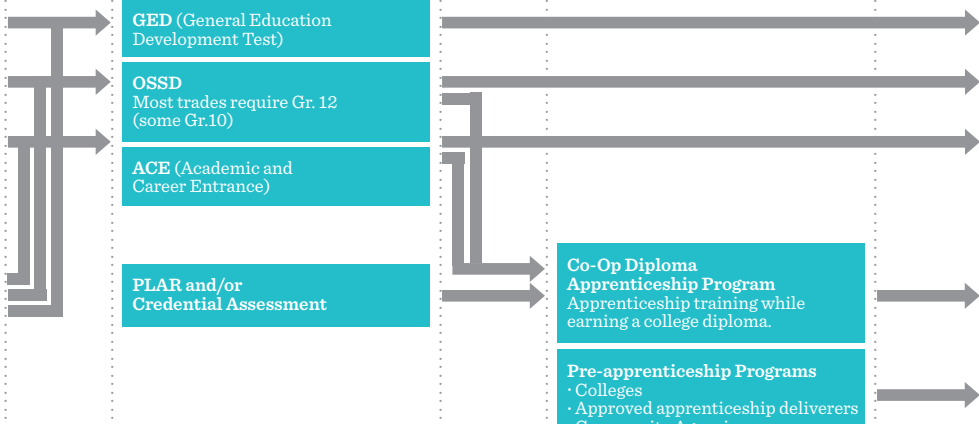 GED (General Education
Development Test)
OSSD
Most trades require Gr. 12
(some Gr.10)
ACE (Academic and
Career Entrance)
PLAR and/or
Credential Assessment
Co-Op Diploma
Apprenticeship Program
Apprenticeship training while
earning a college diploma.
Pre-apprenticeship Programs
· Colleges
· Approved apprenticeship deliverers